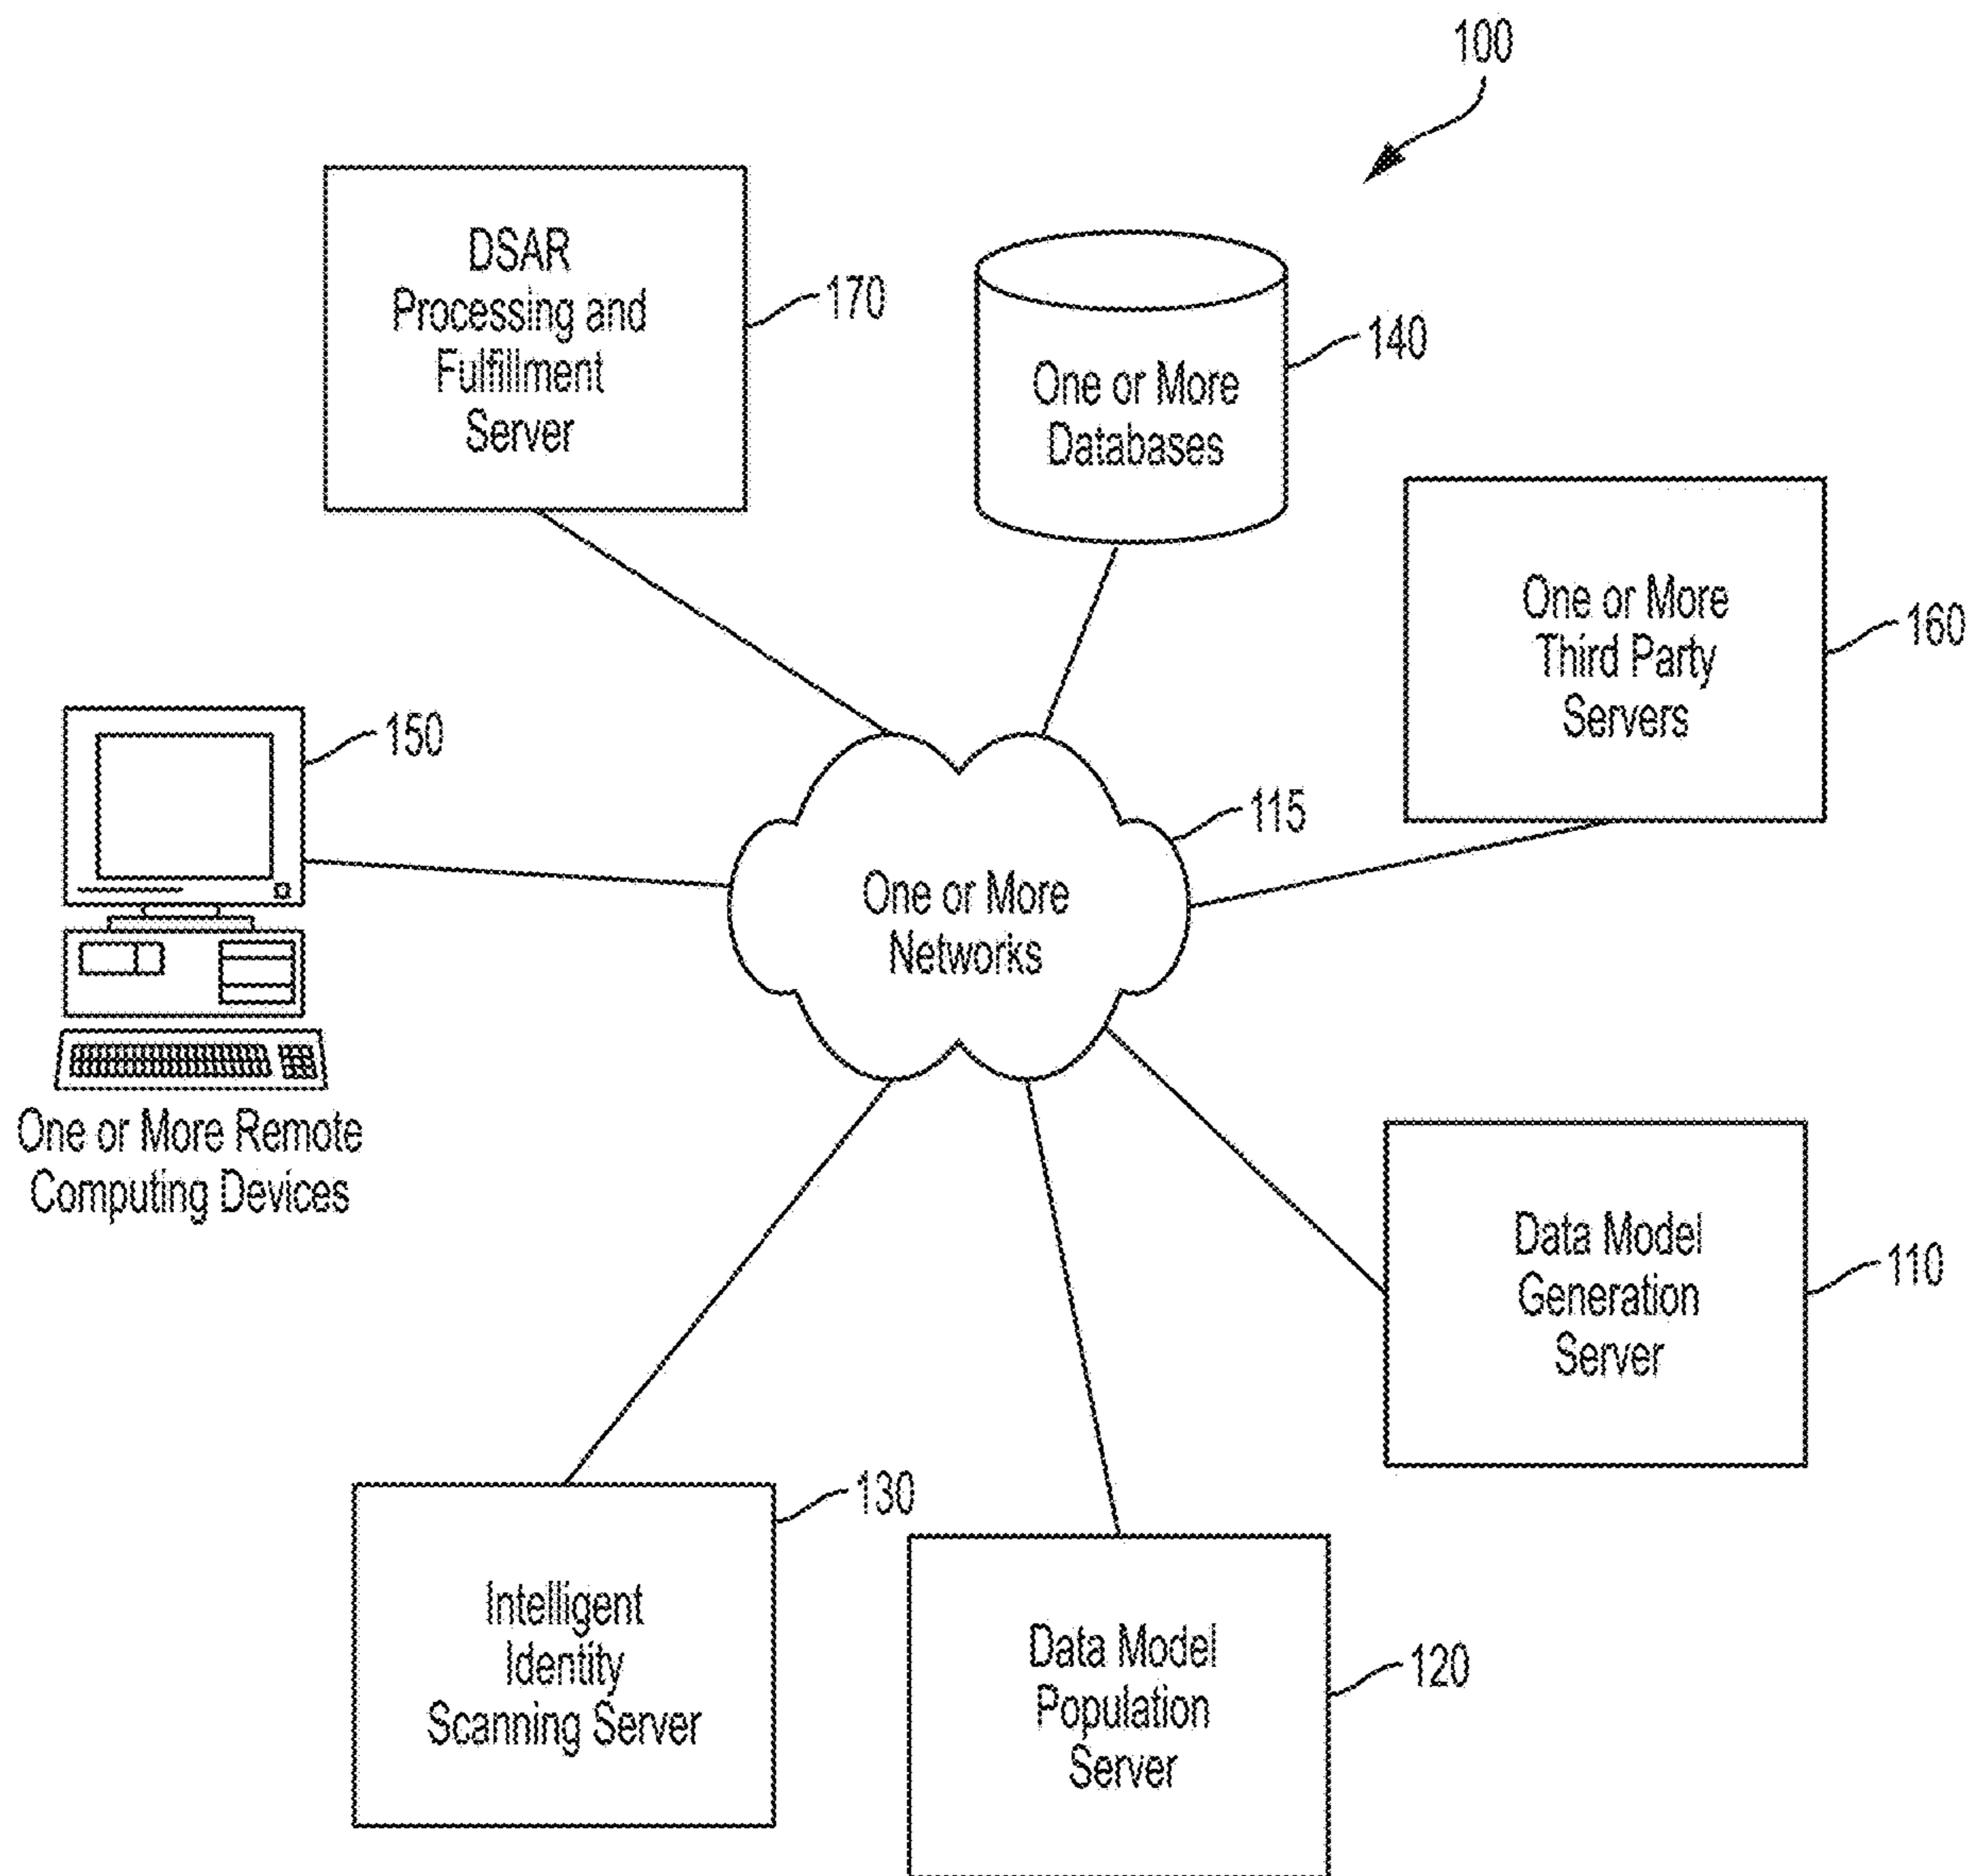 100
DSAR
Processing and
Fulfillment
Server
170
One or More
Databases
140
One or More
Third Party
Servers
160
150
One or More Remote
Computing Devices
115
One or More
Networks
Data Model
Generation
Server
110
130
Intelligent
Identity
Scanning Server
Data Model
Population
Server
120